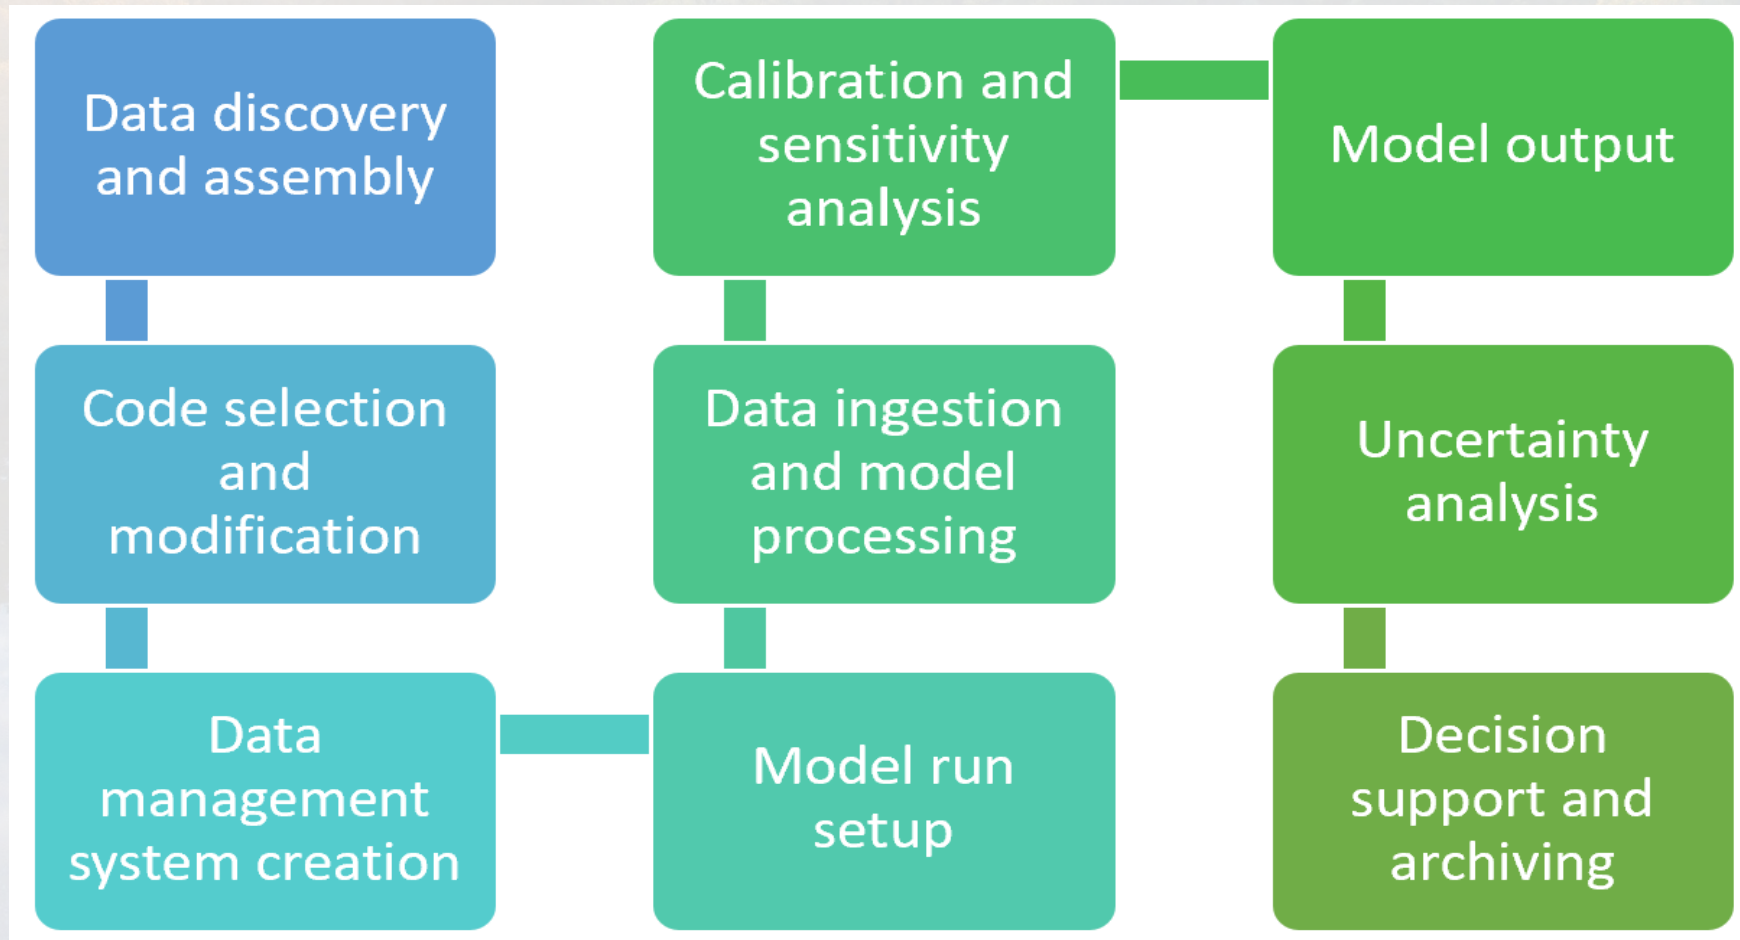 Data discovery
and assembly
Code selection
and
modification
Data
management
system creation
Model run
setup
Data ingestion
and model
processing
Calibration and
sensitivity
analysis
Model output
Uncertainty
analysis
Decision
support and
archiving